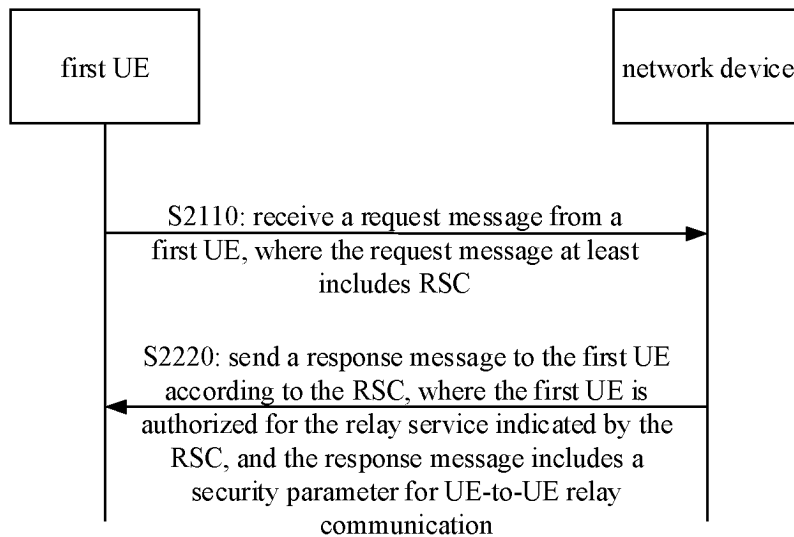 first UE
network device
S2110: receive a request message from a
first UE, where the request message at least
includes RSC
S2220: send a response message to the first UE
according to the RSC, where the first UE is
authorized for the relay service indicated by the
RSC, and the response message includes a
security parameter for UE-to-UE relay
communication